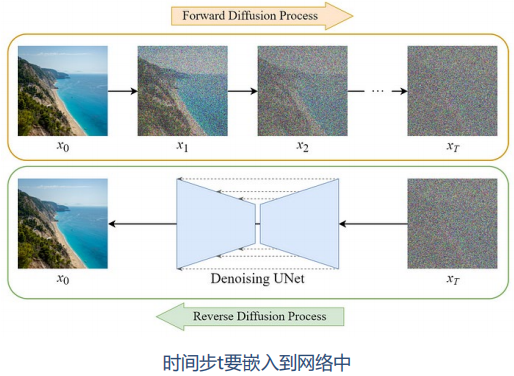 Forward Diffusion Process
x0 x1 x2 ... xT
x0 Denoising UNet xT
Reverse Diffusion Process
时间步t要嵌入到网络中